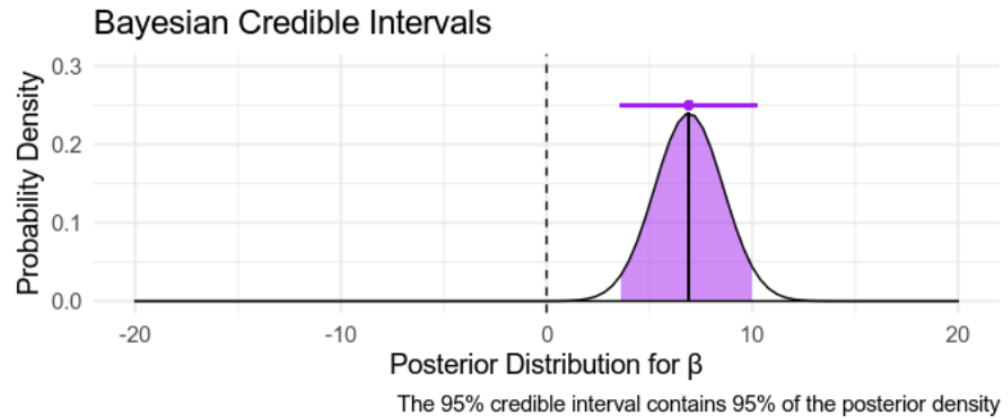 Bayesian Credible Intervals
Probability Density
0.3
0.2
0.1
0.0
-20 -10 0 10 20
Posterior Distribution for β
The 95% credible interval contains 95% of the posterior density